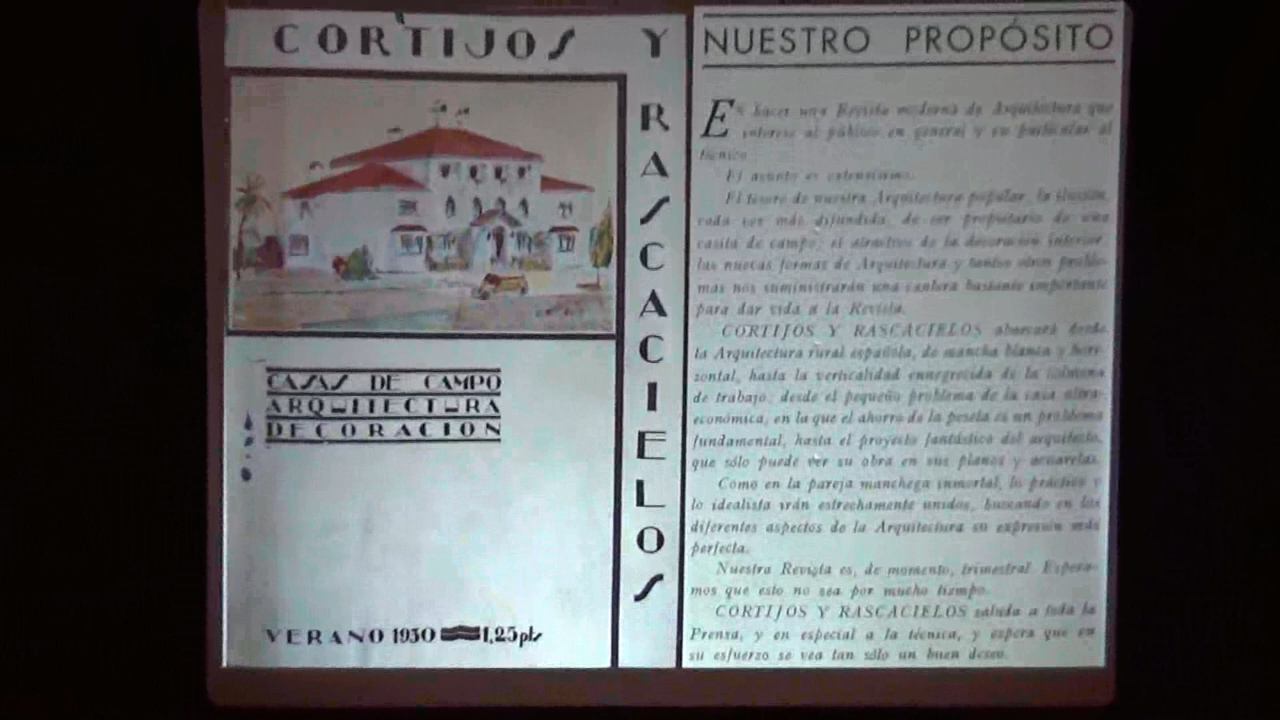 CORTIJOS Y
RASCACIELOS
CASAS DE CAMPO
ARQUITECTURA
DECORACION
VERANO 1930 1,25 pts
NUESTRO PROPÓSITO
Es hacer una Revista moderna de Arquitectura que
interese al público en general y en particular al
técnico.
El asunto es extensísimo.
El tesoro de nuestra Arquitectura popular, la ilusión,
cada vez más difundida, de ser propietario de una
casita de campo; el atractivo de la decoración interior,
las nuevas formas de Arquitectura y tantos otros proble-
mas nos suministrarán una cantera bastante importante
para dar vida a la Revista.
CORTIJOS Y RASCACIELOS abarcará desde
la Arquitectura rural española, de mancha blanca y hori-
zontal, hasta la verticalidad ennegrecida de la colmena
de trabajo; desde el pequeño problema de la casa ultra-
económica, en la que el ahorro de la peseta es un problema
fundamental, hasta el proyecto fantástico del arquitecto,
que sólo puede ver su obra en sus planos y acuarelas.
Como en la pareja manchega inmortal, lo práctico y
lo idealista irán estrechamente unidos, buscando en los
diferentes aspectos de la Arquitectura su expresión más
perfecta.
Nuestra Revista es, de momento, trimestral. Espera-
mos que esto no sea por mucho tiempo.
CORTIJOS Y RASCACIELOS saluda a toda la
Prensa, y en especial a la técnica, y espera que en
su esfuerzo se vea tan sólo un buen deseo.